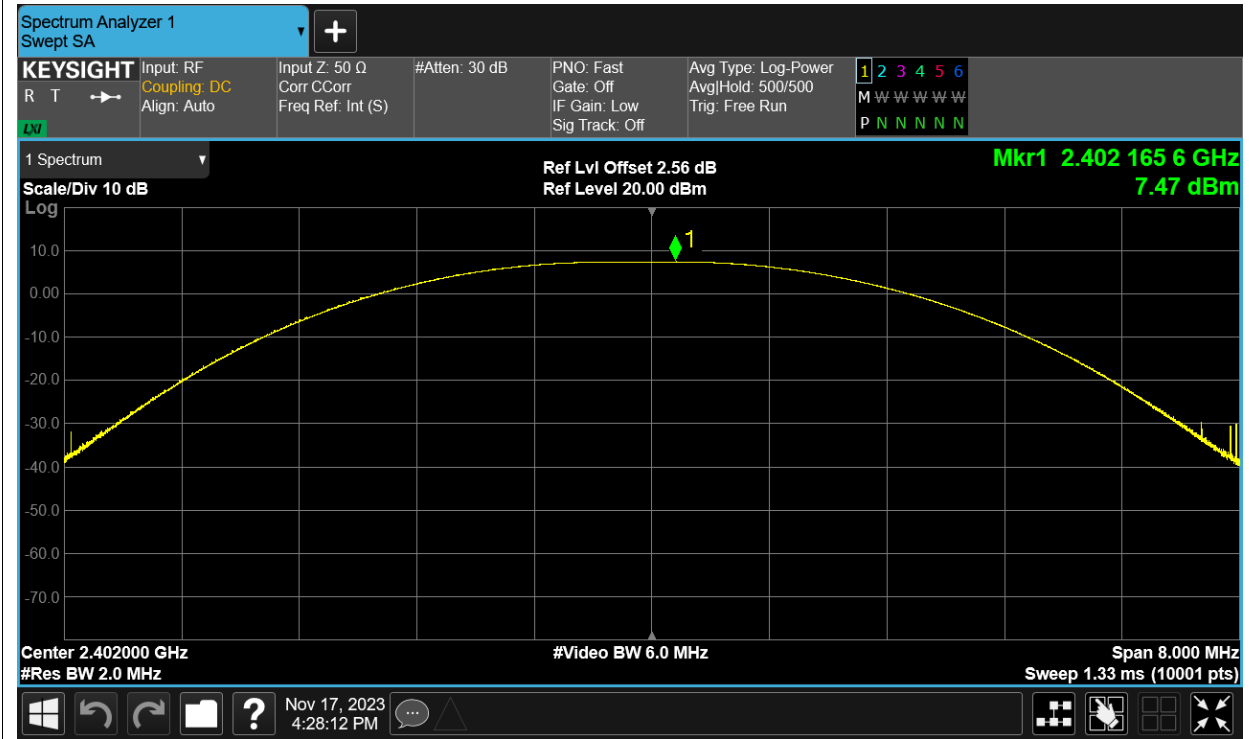 Spectrum Analyzer 1
Swept SA
KEYSIGHT
R T
LXI
Input: RF
Coupling: DC
Align: Auto
Input Z: 50 Ω
Corr CCorr
Freq Ref: Int (S)
#Atten: 30 dB
PNO: Fast
Gate: Off
IF Gain: Low
Sig Track: Off
Avg Type: Log-Power
Avg|Hold: 500/500
Trig: Free Run
1 2 3 4 5 6
M W W W W W
P N N N N N
1 Spectrum
Scale/Div 10 dB
Ref Lvl Offset 2.56 dB
Ref Level 20.00 dBm
Mkr1 2.402 165 6 GHz
7.47 dBm
Log
1
10.0
0.00
-10.0
-20.0
-30.0
-40.0
-50.0
-60.0
-70.0
Center 2.402000 GHz
#Video BW 6.0 MHz
Span 8.000 MHz
#Res BW 2.0 MHz
Sweep 1.33 ms (10001 pts)
?
Nov 17, 2023
4:28:12 PM